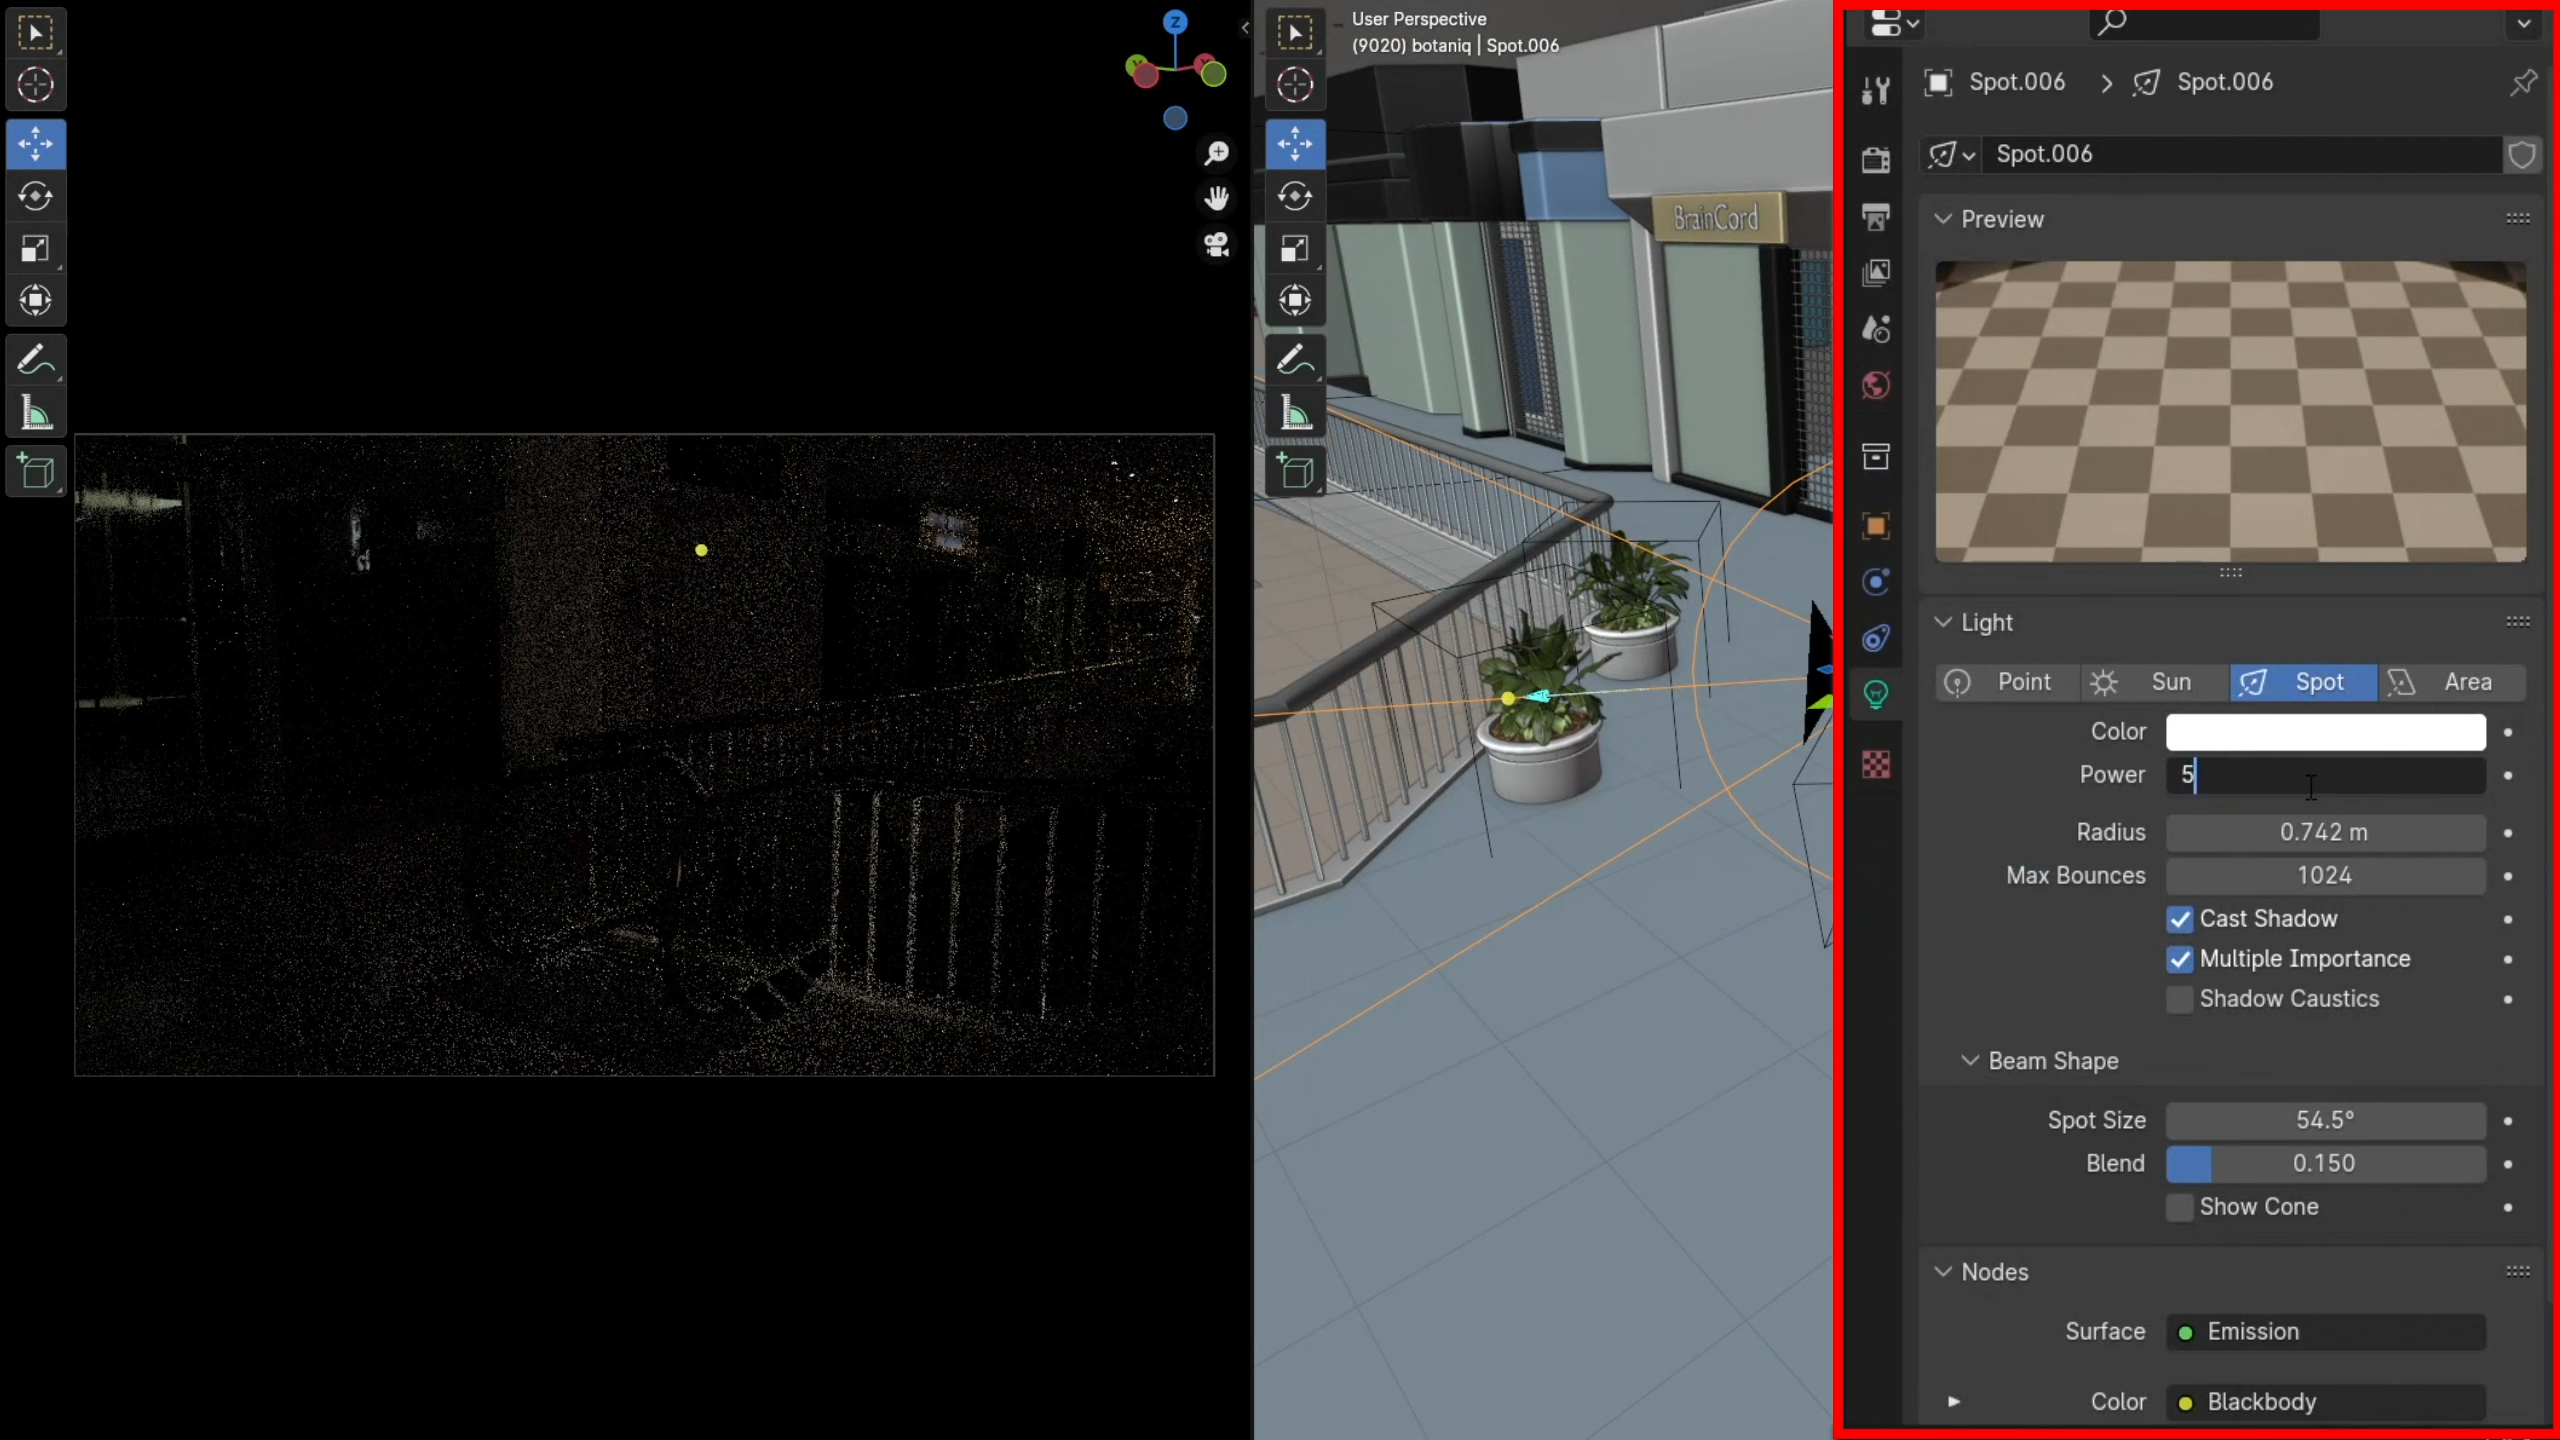 User Perspective
(9020) botaniq | Spot.006
BrainCord
Spot.006 > Spot.006
Spot.006
Preview
Light
Point Sun Spot Area
Color
Power 5
Radius 0.742 m
Max Bounces 1024
Cast Shadow
Multiple Importance
Shadow Caustics
Beam Shape
Spot Size 54.5°
Blend 0.150
Show Cone
Nodes
Surface Emission
Color Blackbody
Z